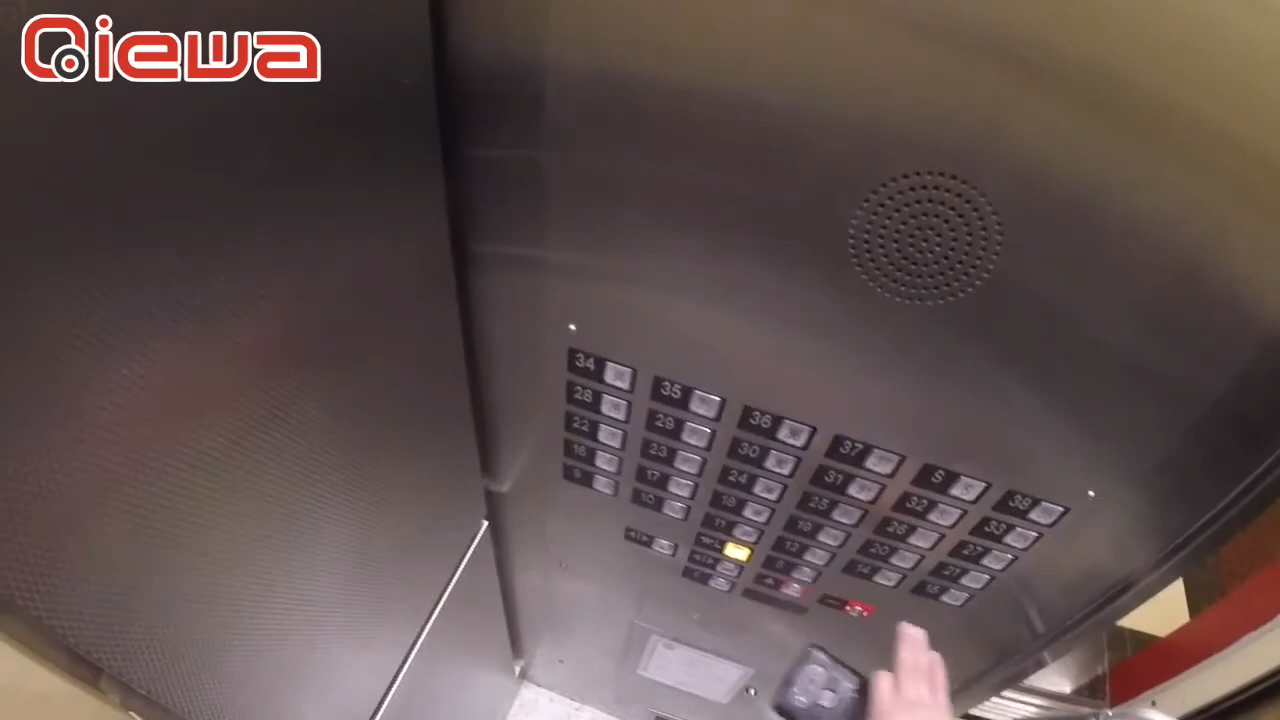 Qiewa
34 35 36 37 S 38
28 29 30 31 32 33
22 23 24 25 26 27
16 17 18 19 20 21
9 10 11 12 14 15
8